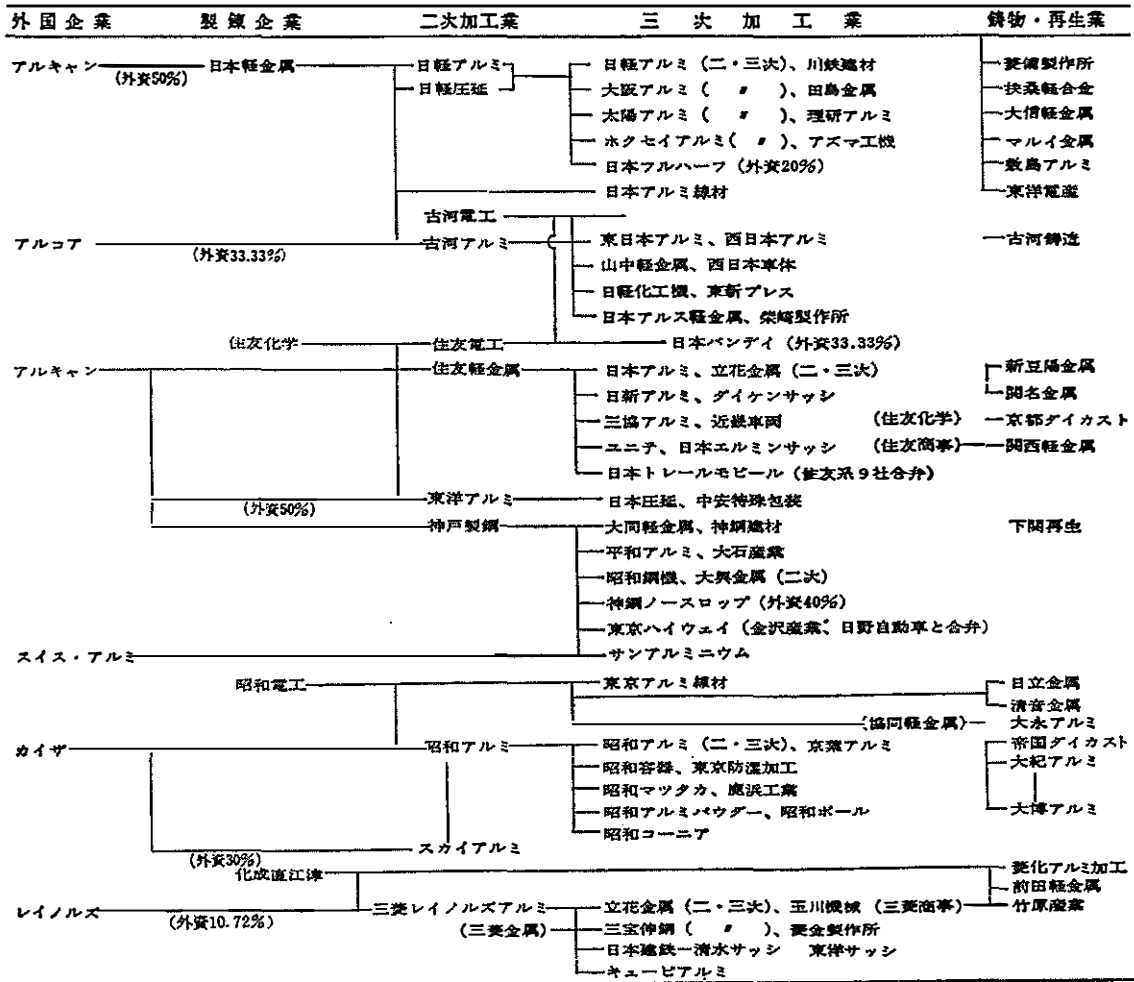 外国企業 製錬企業 二次加工業 三次加工業 鋳物・再生業
アルキャン (外資50%) 日本軽金属 日軽アルミ 日軽アルミ (二・三次)、川鉄建材 菱備製作所
日軽圧延 大阪アルミ ( 〃 )、田島金属 扶桑軽合金
太陽アルミ ( 〃 )、理研アルミ 大信軽金属
ホクセイアルミ( 〃 )、アズマ工機 マルイ金属
日本フルハーフ (外資20%) 敷島アルミ
日本アルミ線材 東洋電産
古河電工
アルコア (外資33.33%) 古河アルミ 東日本アルミ、西日本アルミ 古河鋳造
山中軽金属、西日本車体
日軽化工機、東新プレス
日本アルス軽金属、柴崎製作所
住友化学 住友電工 日本バンデイ (外資33.33%)
アルキャン 住友軽金属 日本アルミ、立花金属 (二・三次) 新豆陽金属
日新アルミ、ダイケンサッシ 関名金属
三協アルミ、近畿車両 (住友化学) 京都ダイカスト
ユニテ、日本エルミンサッシ (住友商事) 関西軽金属
日本トレールモビール (住友系9社合弁)
(外資50%) 東洋アルミ 日本圧延、中安特殊包装
神戸製鋼 大同軽金属、神鋼建材 下関再生
平和アルミ、大石産業
昭和鋼機、大興金属 (二次)
神鋼ノースロップ (外資40%)
東京ハイウェイ (金沢産業、日野自動車と合弁)
スイス・アルミ サンアルミニウム
昭和電工 東京アルミ線材 日立金属
清音金属
(協同軽金属) 大永アルミ
カイザ 昭和アルミ 昭和アルミ (二・三次)、京葉アルミ 帝国ダイカスト
昭和容器、東京防湿加工 大紀アルミ
昭和マツタカ、鹿浜工業
昭和アルミパウダー、昭和ポール 大博アルミ
昭和コーニア
(外資30%) スカイアルミ
化成直江津 菱化アルミ加工
前田軽金属
レイノルズ (外資10.72%) 三菱レイノルズアルミ 立花金属 (二・三次)、玉川機械 (三菱商事) 竹原産業
(三菱金属) 三宝伸銅 ( 〃 )、菱金製作所
日本建鉄―清水サッシ 東洋サッシ
キュービアルミ